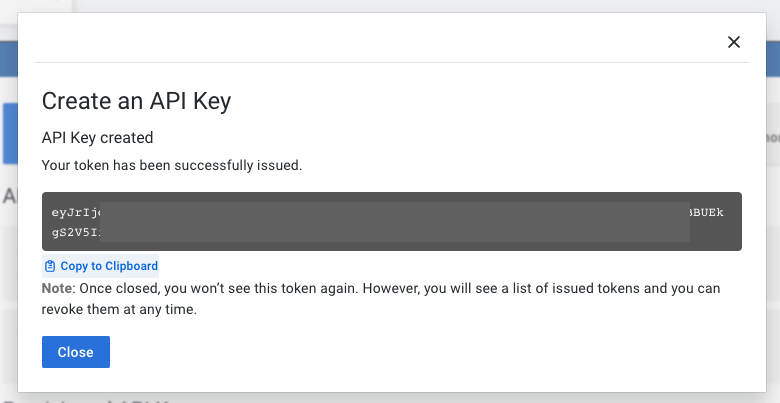 Create an API Key
API Key created
Your token has been successfully issued.
eyJrIj
BUEk
gS2V5I
Copy to Clipboard
Note: Once closed, you won't see this token again. However, you will see a list of issued tokens and you can
revoke them at any time.
Close